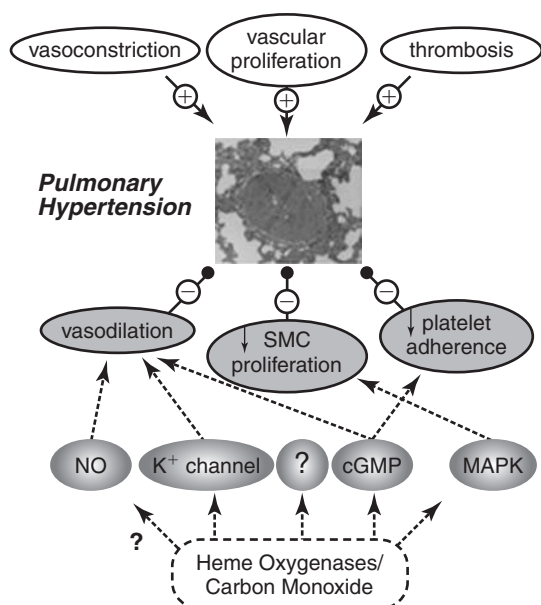 vasoconstriction
vascular
proliferation
thrombosis
+
+
+
Pulmonary
Hypertension
−
−
−
vasodilation
↓ SMC
proliferation
↓ platelet
adherence
NO
K⁺ channel
?
cGMP
MAPK
?
Heme Oxygenases/
Carbon Monoxide